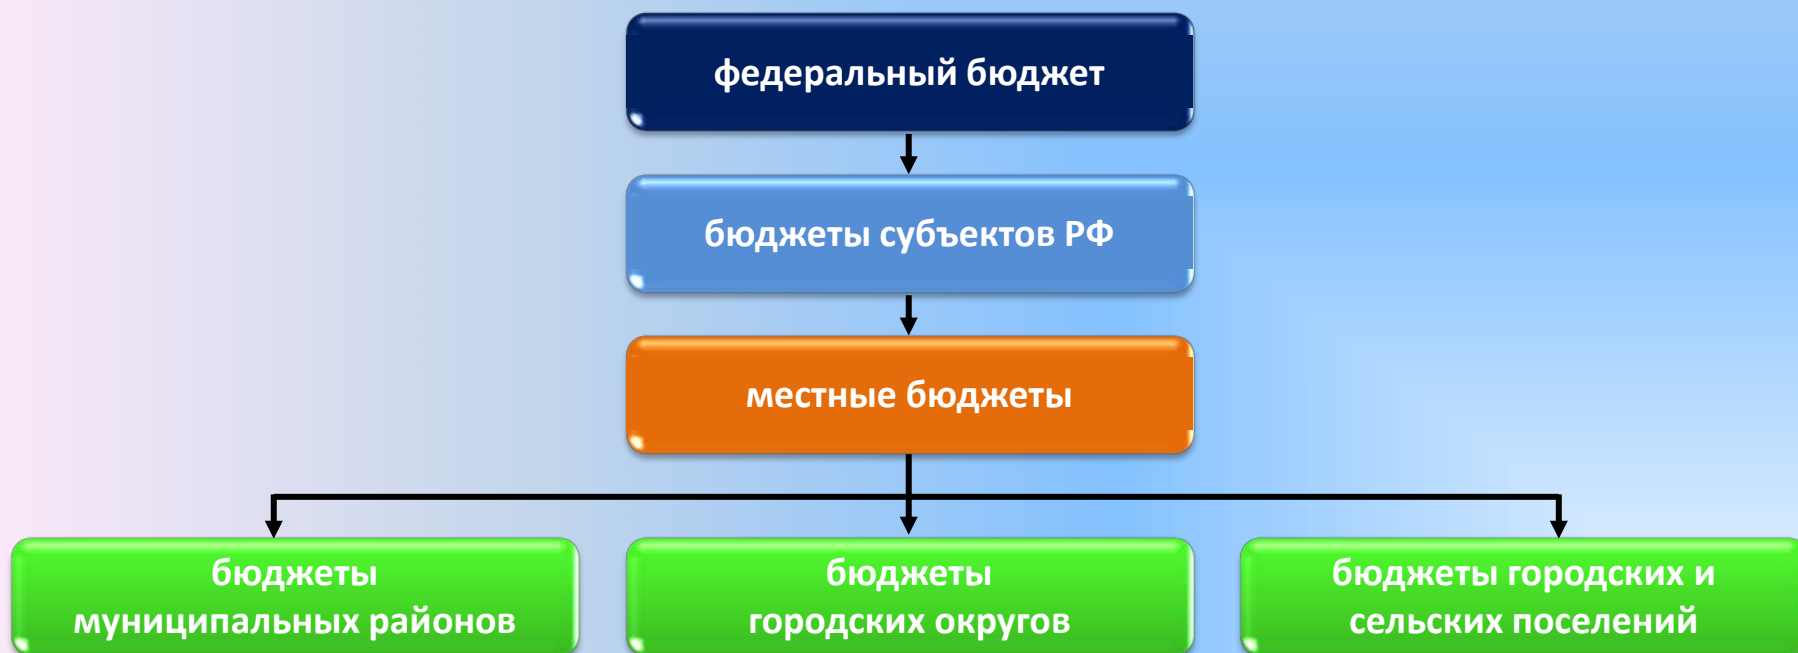 федеральный бюджет
бюджеты субъектов РФ
местные бюджеты
бюджеты
муниципальных районов
бюджеты
городских округов
бюджеты городских и
сельских поселений